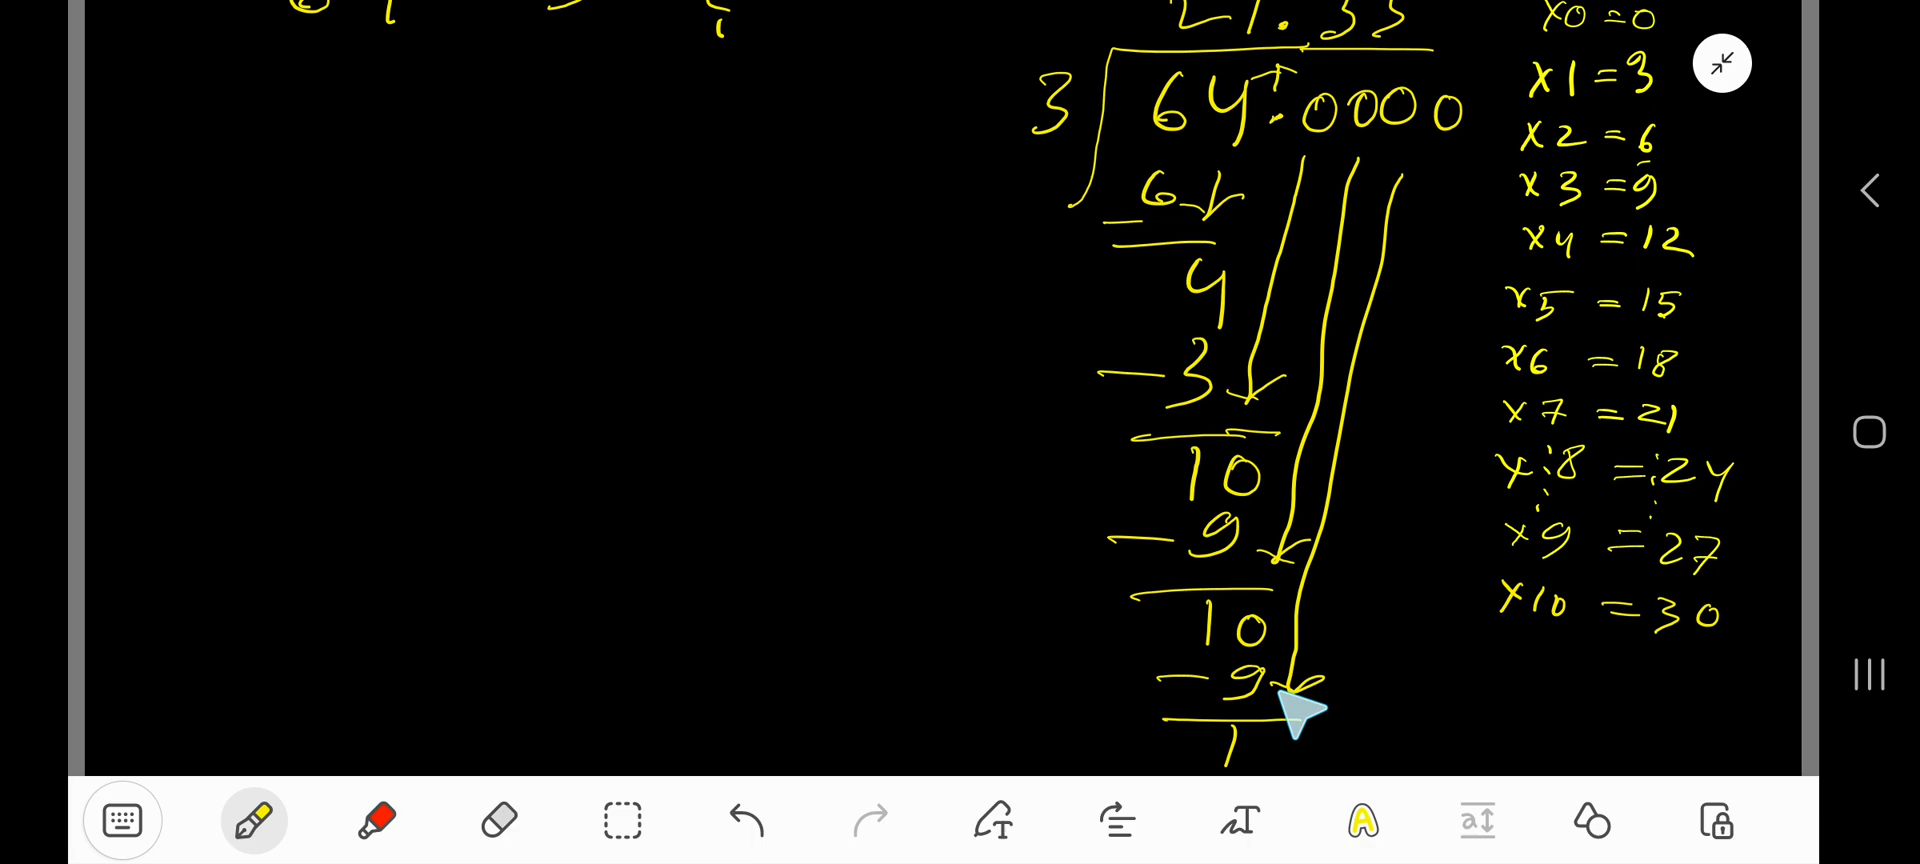 21.33
3 64.0000
6
4
-3
10
-9
10
-9
1
x0=0
x1=3
x2=6
x3=9
x4=12
x5=15
x6=18
x7=21
x8=24
x9=27
x10=30